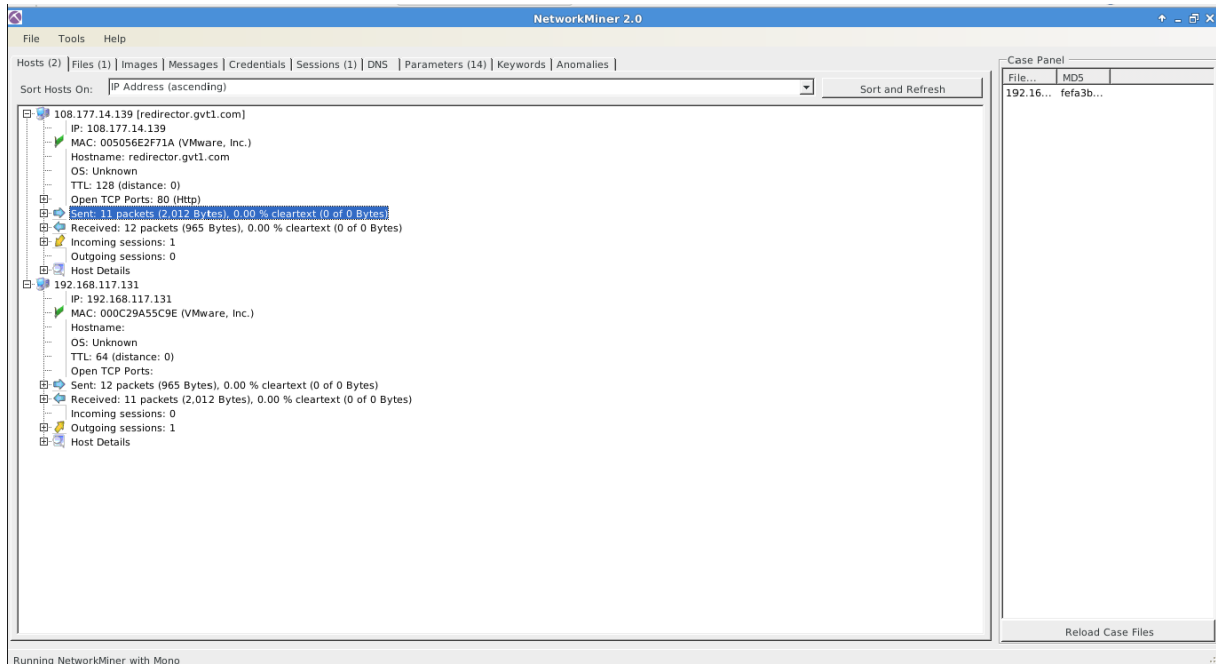 NetworkMiner 2.0
File Tools Help
Hosts (2) Files (1) Images Messages Credentials Sessions (1) DNS Parameters (14) Keywords Anomalies
Sort Hosts On: IP Address (ascending) Sort and Refresh
108.177.14.139 [redirector.gvt1.com]
IP: 108.177.14.139
MAC: 005056E2F71A (VMware, Inc.)
Hostname: redirector.gvt1.com
OS: Unknown
TTL: 128 (distance: 0)
Open TCP Ports: 80 (Http)
Sent: 11 packets (2,012 Bytes), 0.00 % cleartext (0 of 0 Bytes)
Received: 12 packets (965 Bytes), 0.00 % cleartext (0 of 0 Bytes)
Incoming sessions: 1
Outgoing sessions: 0
Host Details
192.168.117.131
IP: 192.168.117.131
MAC: 000C29A55C9E (VMware, Inc.)
Hostname:
OS: Unknown
TTL: 64 (distance: 0)
Open TCP Ports:
Sent: 12 packets (965 Bytes), 0.00 % cleartext (0 of 0 Bytes)
Received: 11 packets (2,012 Bytes), 0.00 % cleartext (0 of 0 Bytes)
Incoming sessions: 0
Outgoing sessions: 1
Host Details
Case Panel
File... MD5
192.16... fefa3b...
Reload Case Files
Running NetworkMiner with Mono